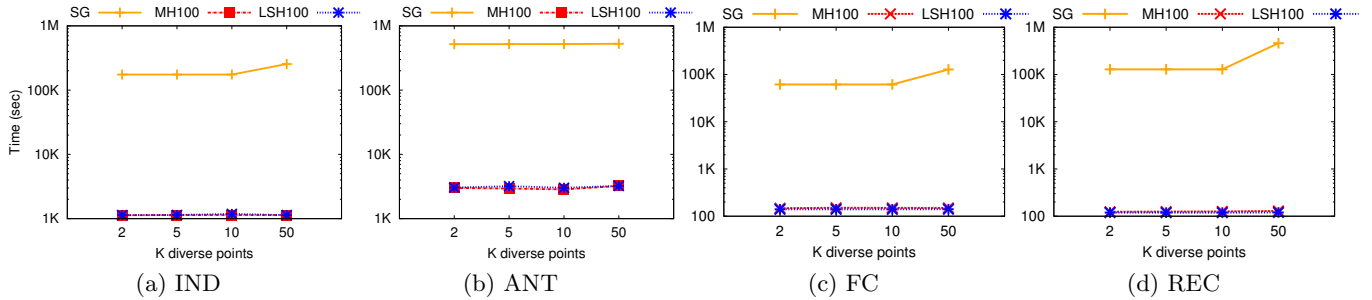 SG MH100 LSH100
1M
100K
10K
1K
Time (sec)
2 5 10 50
K diverse points
(a) IND
SG MH100 LSH100
1M
100K
10K
1K
2 5 10 50
K diverse points
(b) ANT
SG MH100 LSH100
1M
100K
10K
1K
100
2 5 10 50
K diverse points
(c) FC
SG MH100 LSH100
1M
100K
10K
1K
100
2 5 10 50
K diverse points
(d) REC